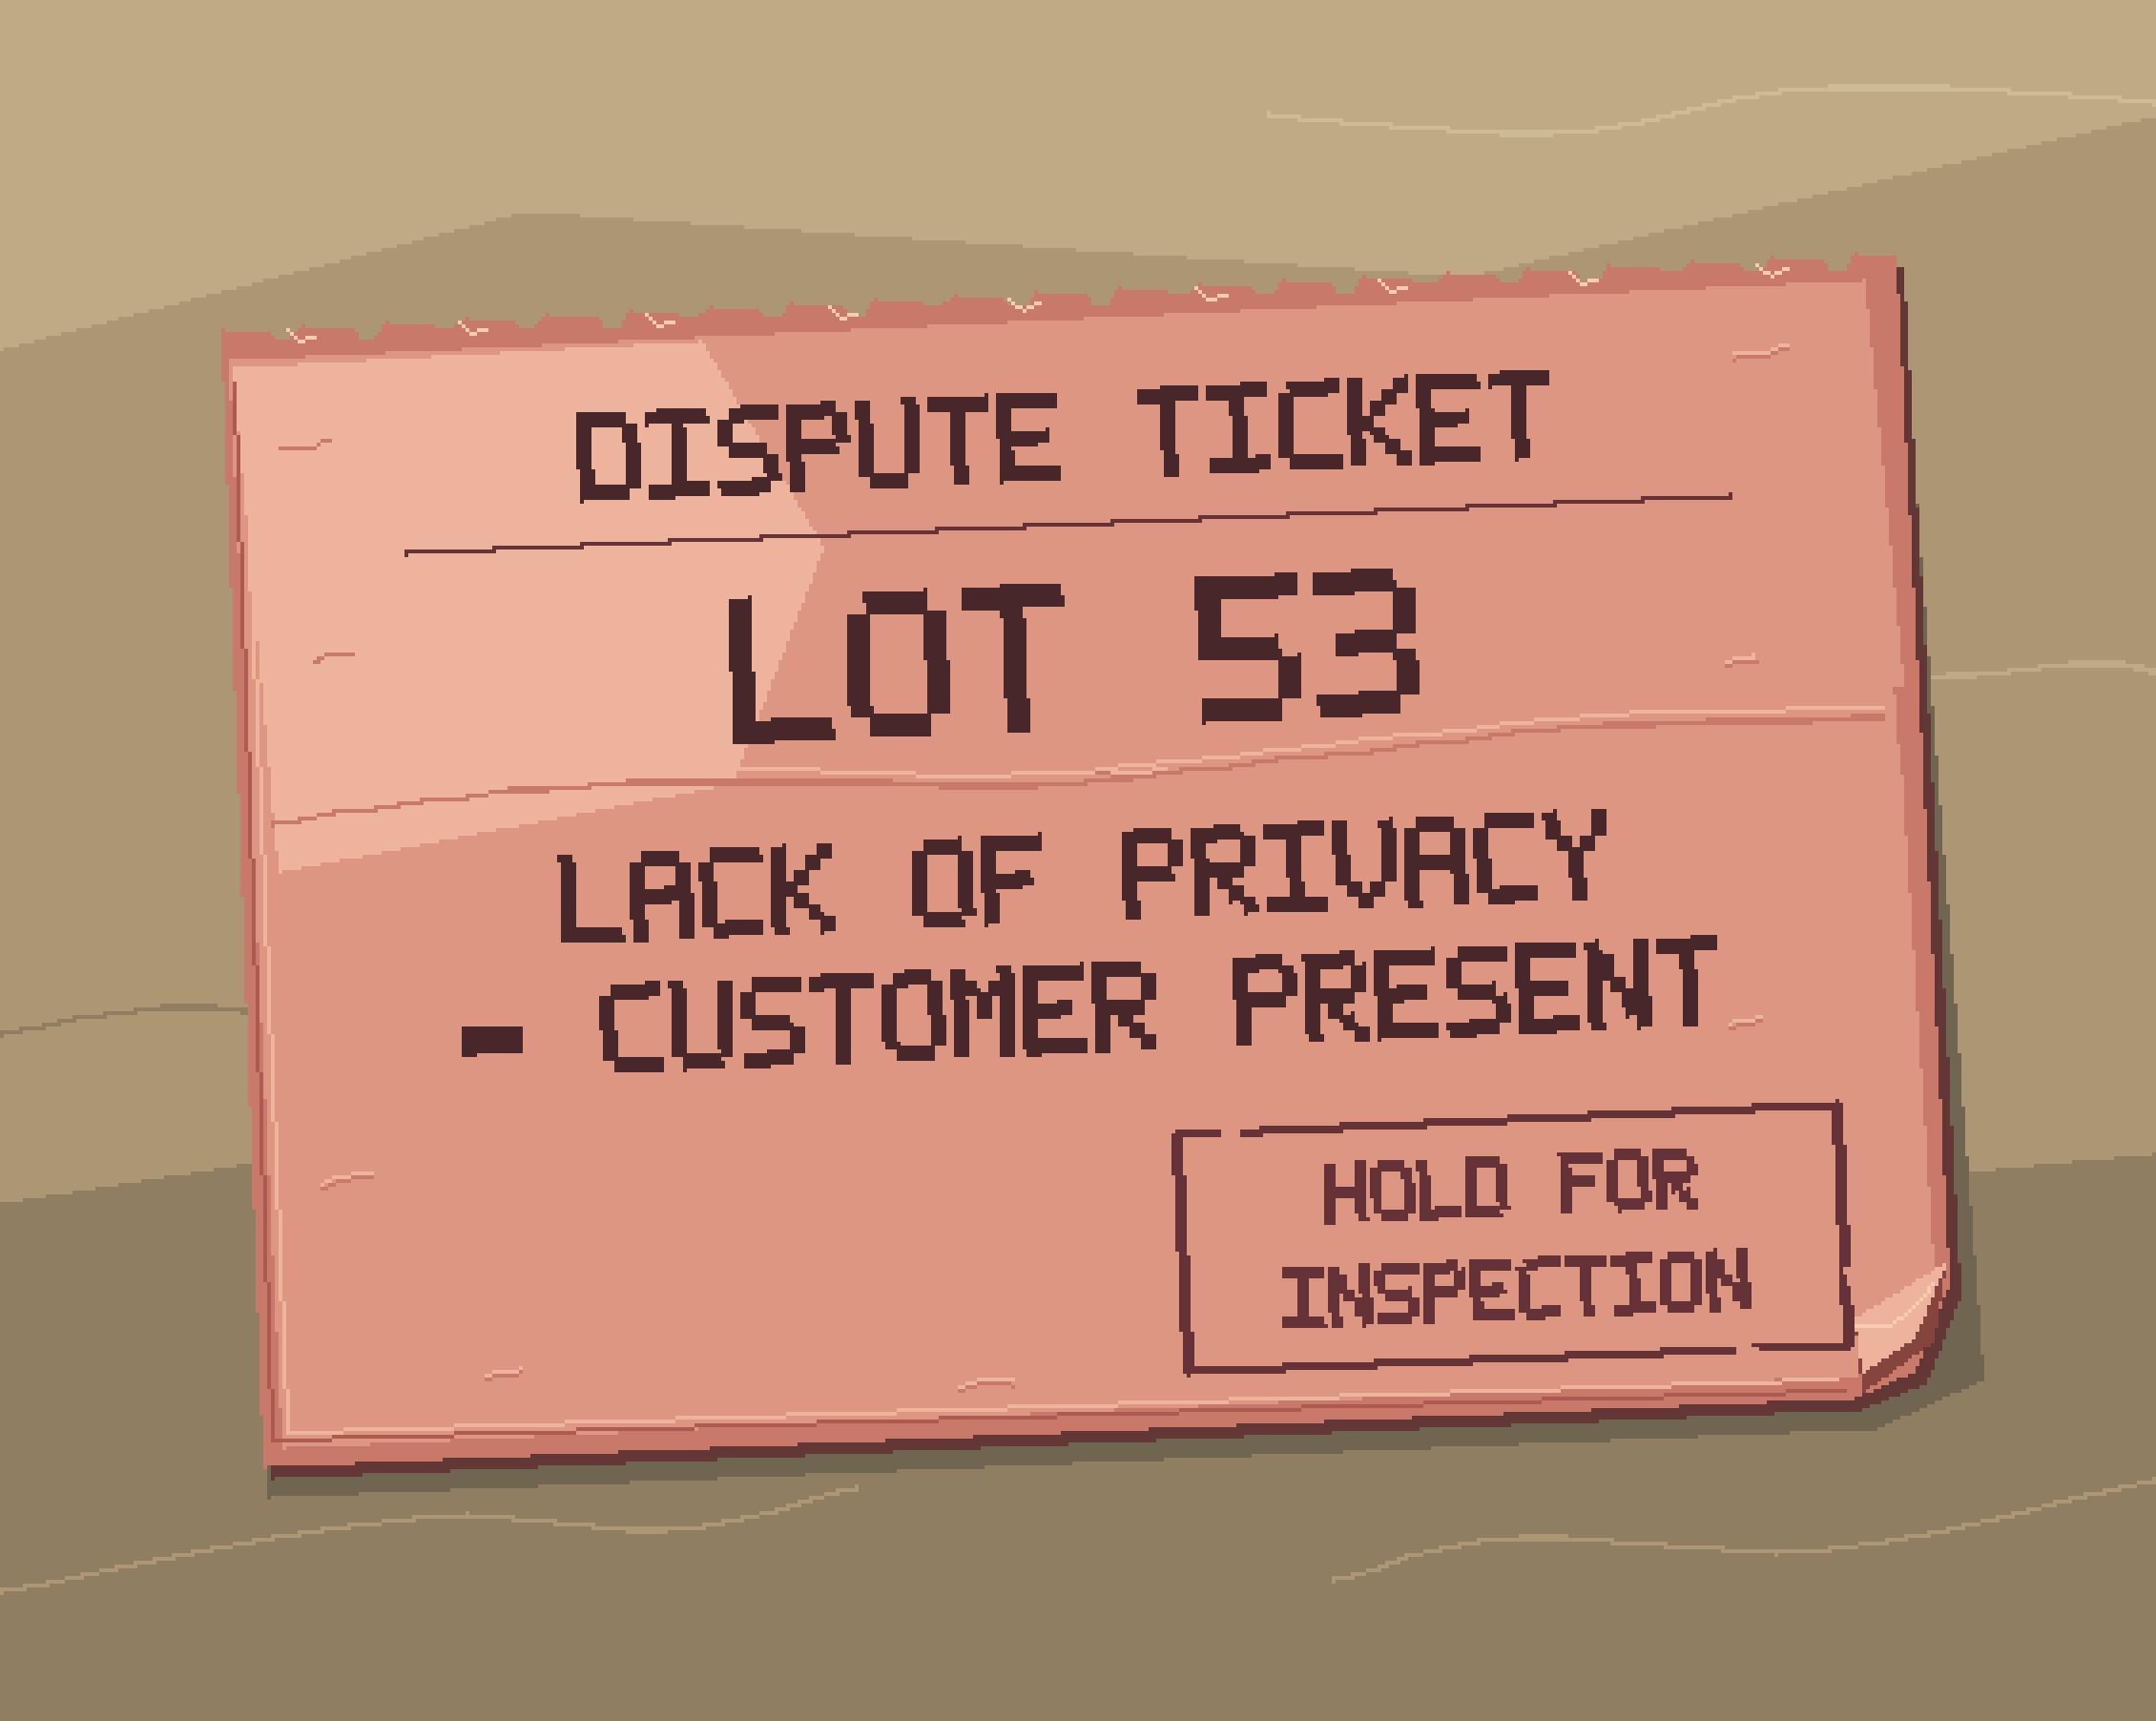 DISPUTE TICKET
LOT 53
LACK OF PRIVACY
- CUSTOMER PRESENT
HOLD FOR
INSPECTION